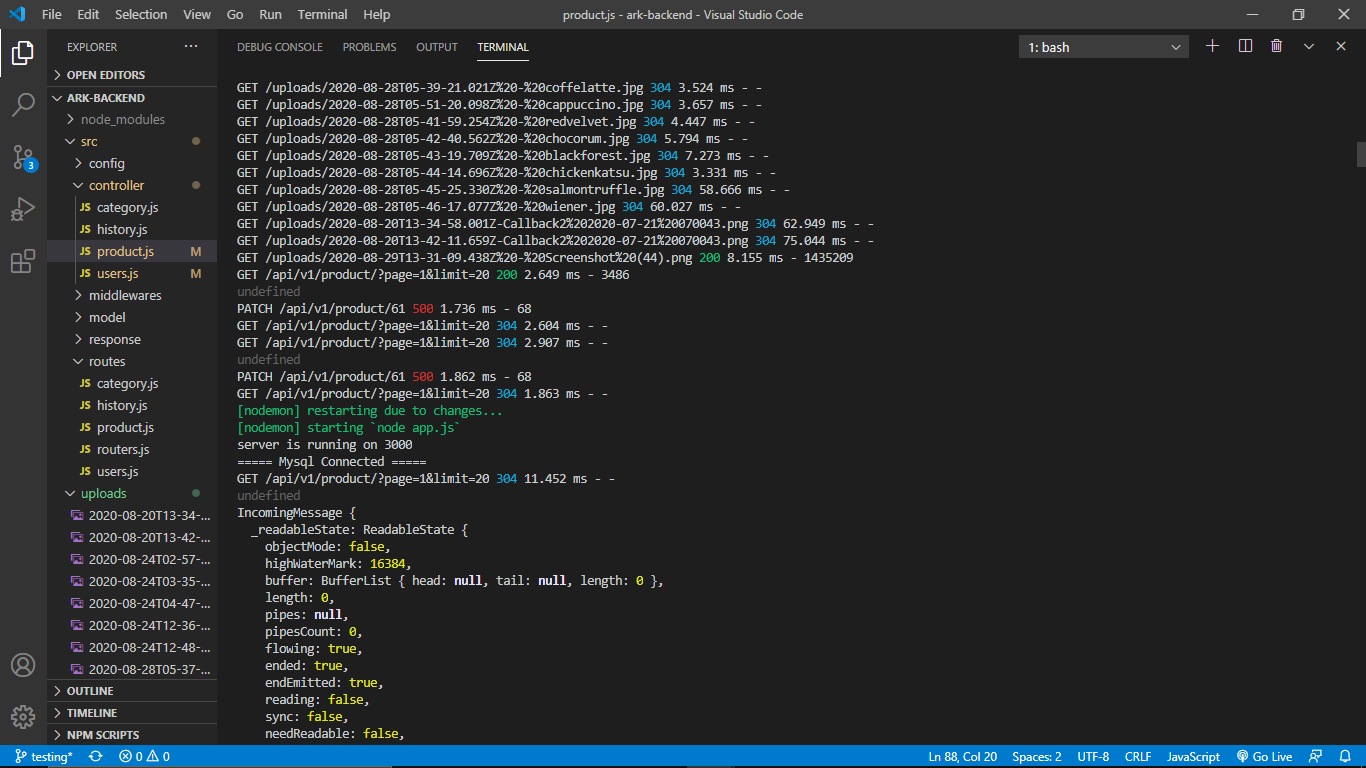 File Edit Selection View Go Run Terminal Help product.js - ark-backend - Visual Studio Code
EXPLORER ···
OPEN EDITORS
ARK-BACKEND
node_modules
src
config
controller
JS category.js
JS history.js
JS product.js M
JS users.js M
middlewares
model
response
routes
JS category.js
JS history.js
JS product.js
JS routers.js
JS users.js
uploads
2020-08-20T13-34-...
2020-08-20T13-42-...
2020-08-24T02-57-...
2020-08-24T03-35-...
2020-08-24T04-47-...
2020-08-24T12-36-...
2020-08-24T12-48-...
2020-08-28T05-37-...
OUTLINE
TIMELINE
NPM SCRIPTS
3
DEBUG CONSOLE PROBLEMS OUTPUT TERMINAL 1: bash
GET /uploads/2020-08-28T05-39-21.021Z%20-%20coffelatte.jpg 304 3.524 ms - -
GET /uploads/2020-08-28T05-51-20.098Z%20-%20cappuccino.jpg 304 3.657 ms - -
GET /uploads/2020-08-28T05-41-59.254Z%20-%20redvelvet.jpg 304 4.447 ms - -
GET /uploads/2020-08-28T05-42-40.562Z%20-%20chocorum.jpg 304 5.794 ms - -
GET /uploads/2020-08-28T05-43-19.709Z%20-%20blackforest.jpg 304 7.273 ms - -
GET /uploads/2020-08-28T05-44-14.696Z%20-%20chickenkatsu.jpg 304 3.331 ms - -
GET /uploads/2020-08-28T05-45-25.330Z%20-%20salmontruffle.jpg 304 58.666 ms - -
GET /uploads/2020-08-28T05-46-17.077Z%20-%20wiener.jpg 304 60.027 ms - -
GET /uploads/2020-08-20T13-34-58.001Z-Callback2%202020-07-21%20070043.png 304 62.949 ms - -
GET /uploads/2020-08-20T13-42-11.659Z-Callback2%202020-07-21%20070043.png 304 75.044 ms - -
GET /uploads/2020-08-29T13-31-09.438Z%20-%20Screenshot%20(44).png 200 8.155 ms - 1435209
GET /api/v1/product/?page=1&limit=20 200 2.649 ms - 3486
undefined
PATCH /api/v1/product/61 500 1.736 ms - 68
GET /api/v1/product/?page=1&limit=20 304 2.604 ms - -
GET /api/v1/product/?page=1&limit=20 304 2.907 ms - -
undefined
PATCH /api/v1/product/61 500 1.862 ms - 68
GET /api/v1/product/?page=1&limit=20 304 1.863 ms - -
[nodemon] restarting due to changes...
[nodemon] starting `node app.js`
server is running on 3000
===== Mysql Connected =====
GET /api/v1/product/?page=1&limit=20 304 11.452 ms - -
undefined
IncomingMessage {
_readableState: ReadableState {
objectMode: false,
highWaterMark: 16384,
buffer: BufferList { head: null, tail: null, length: 0 },
length: 0,
pipes: null,
pipesCount: 0,
flowing: true,
ended: true,
endEmitted: true,
reading: false,
sync: false,
needReadable: false,
testing* 0 0 Ln 88, Col 20 Spaces: 2 UTF-8 CRLF JavaScript Go Live